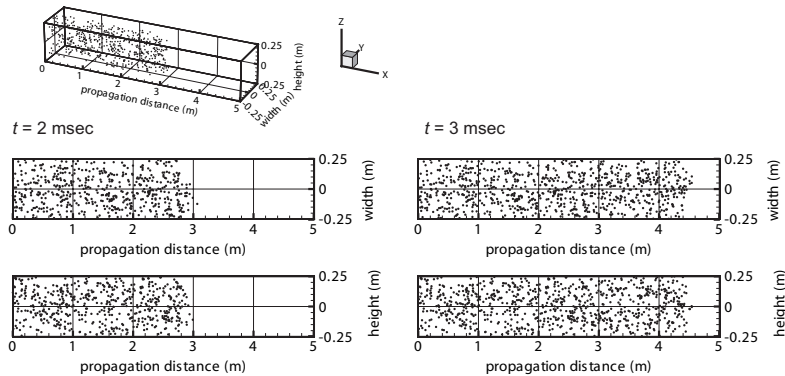 0.25
0
-0.25
height (m)
0.25
0
-0.25
width (m)
0 1 2 3 4 5
propagation distance (m)
Z
Y
X
t = 2 msec
0.25
0
-0.25
width (m)
0 1 2 3 4 5
propagation distance (m)
0.25
0
-0.25
height (m)
0 1 2 3 4 5
propagation distance (m)
t = 3 msec
0.25
0
-0.25
width (m)
0 1 2 3 4 5
propagation distance (m)
0.25
0
-0.25
height (m)
0 1 2 3 4 5
propagation distance (m)